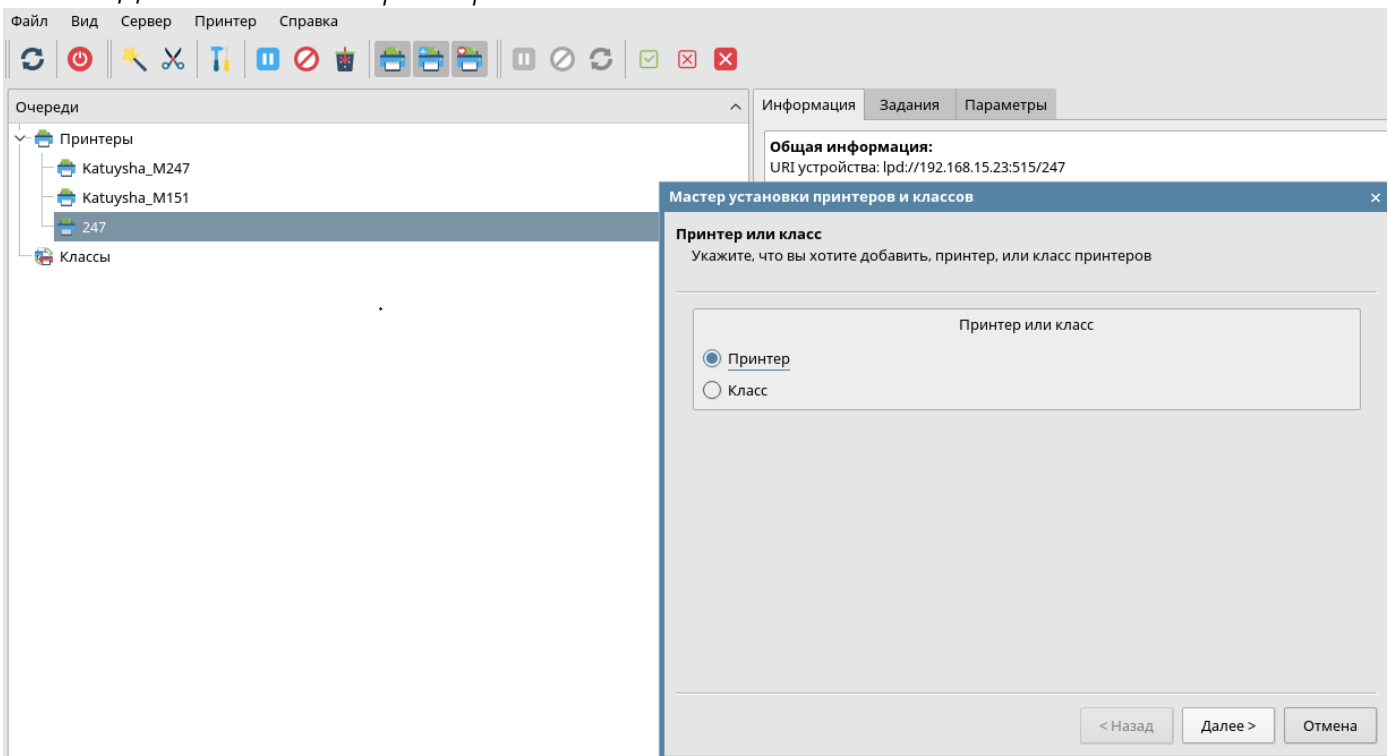 Файл Вид Сервер Принтер Справка
Очереди
Принтеры
Katuysha_M247
Katuysha_M151
247
Классы
Информация Задания Параметры
Общая информация:
URI устройства: lpd://192.168.15.23:515/247
Мастер установки принтеров и классов
Принтер или класс
Укажите, что вы хотите добавить, принтер, или класс принтеров
Принтер или класс
Принтер
Класс
< Назад Далее > Отмена